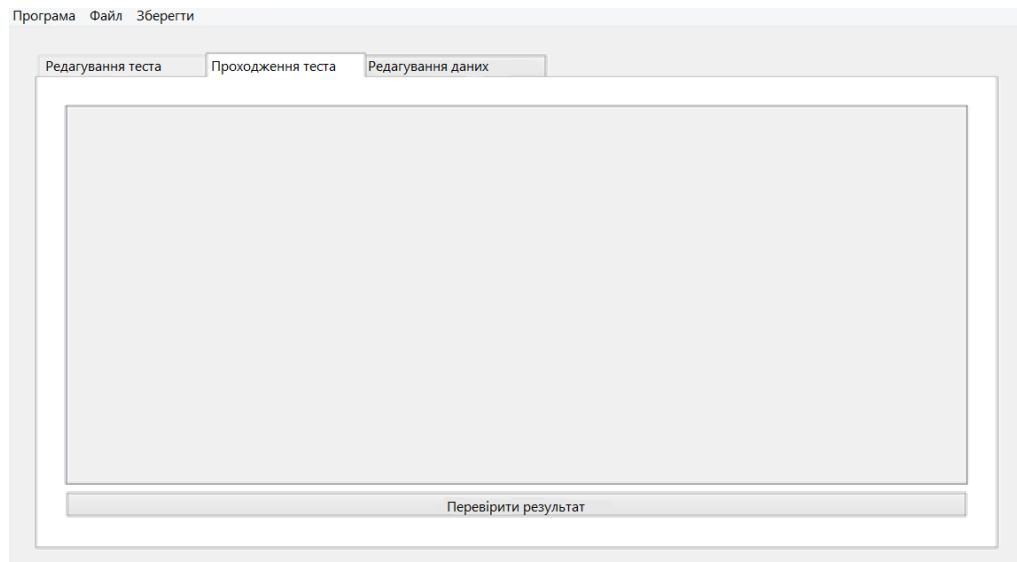 Програма Файл Зберегти
Редагування теста Проходження теста Редагування даних
Перевірити результат